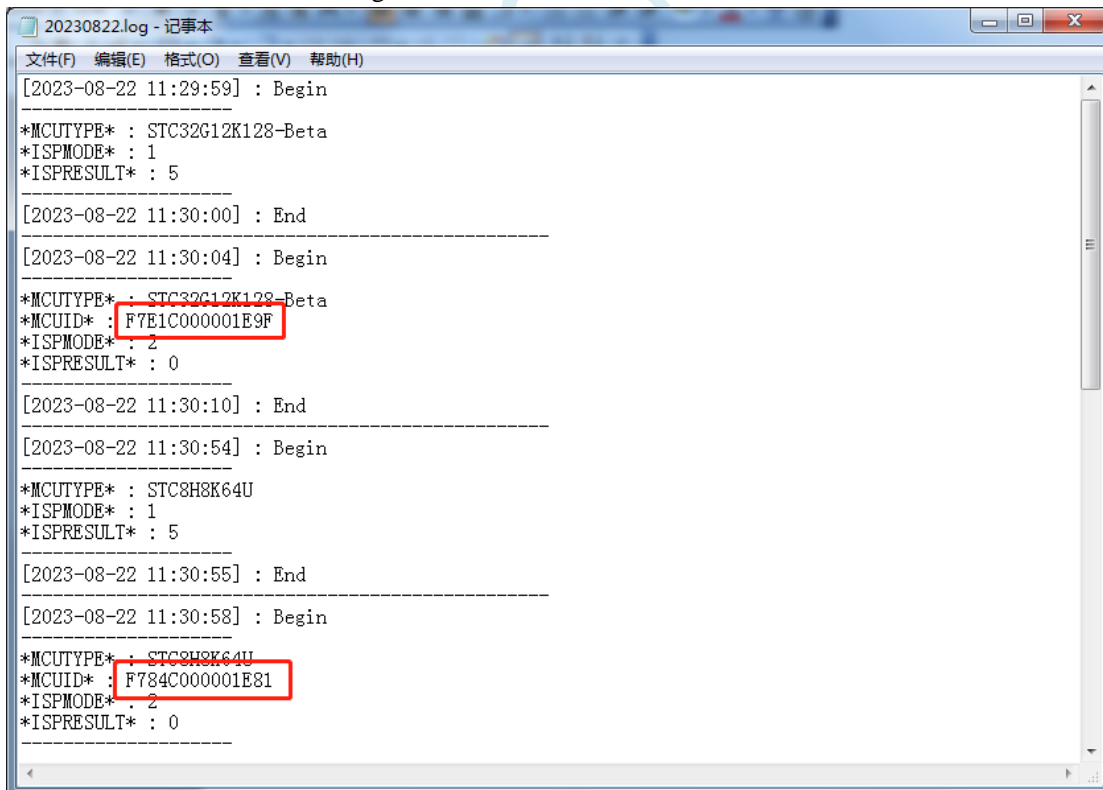 20230822.log - 记事本
文件(F) 编辑(E) 格式(O) 查看(V) 帮助(H)
[2023-08-22 11:29:59] : Begin
--------------------
*MCUTYPE* : STC32G12K128-Beta
*ISPMODE* : 1
*ISPRESULT* : 5
--------------------
[2023-08-22 11:30:00] : End
--------------------------------------------------
[2023-08-22 11:30:04] : Begin
--------------------
*MCUTYPE* : STC32G12K128-Beta
*MCUID* : F7E1C000001E9F
*ISPMODE* : 2
*ISPRESULT* : 0
--------------------
[2023-08-22 11:30:10] : End
--------------------------------------------------
[2023-08-22 11:30:54] : Begin
--------------------
*MCUTYPE* : STC8H8K64U
*ISPMODE* : 1
*ISPRESULT* : 5
--------------------
[2023-08-22 11:30:55] : End
--------------------------------------------------
[2023-08-22 11:30:58] : Begin
--------------------
*MCUTYPE* : STC8H8K64U
*MCUID* : F784C000001E81
*ISPMODE* : 2
*ISPRESULT* : 0
--------------------